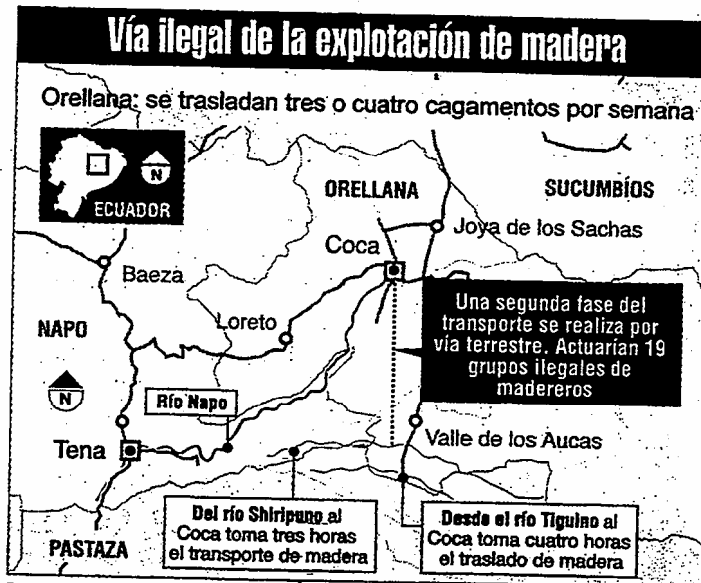 Vía ilegal de la explotación de madera
Orellana: se trasladan tres o cuatro cagamentos por semana
N
ECUADOR
ORELLANA
SUCUMBÍOS
Joya de los Sachas
Coca
Baeza
Loreto
Una segunda fase del
transporte se realiza por
vía terrestre. Actuarían 19
grupos ilegales de
madereros
NAPO
N
Río Napo
Tena
Valle de los Aucas
Del río Shiripuno al
Coca toma tres horas
el transporte de madera
Desde el río Tiguino al
Coca toma cuatro horas
el traslado de madera
PASTAZA